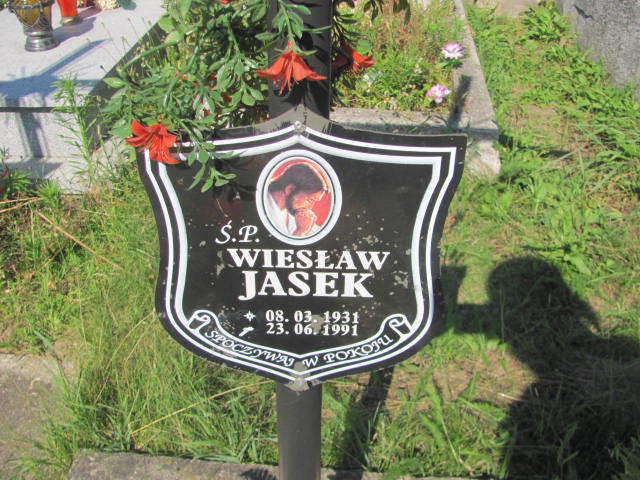 Ś.P.
WIESŁAW
JASEK
08. 03. 1931
23. 06. 1991
SPOCZYWAJ W POKOJU